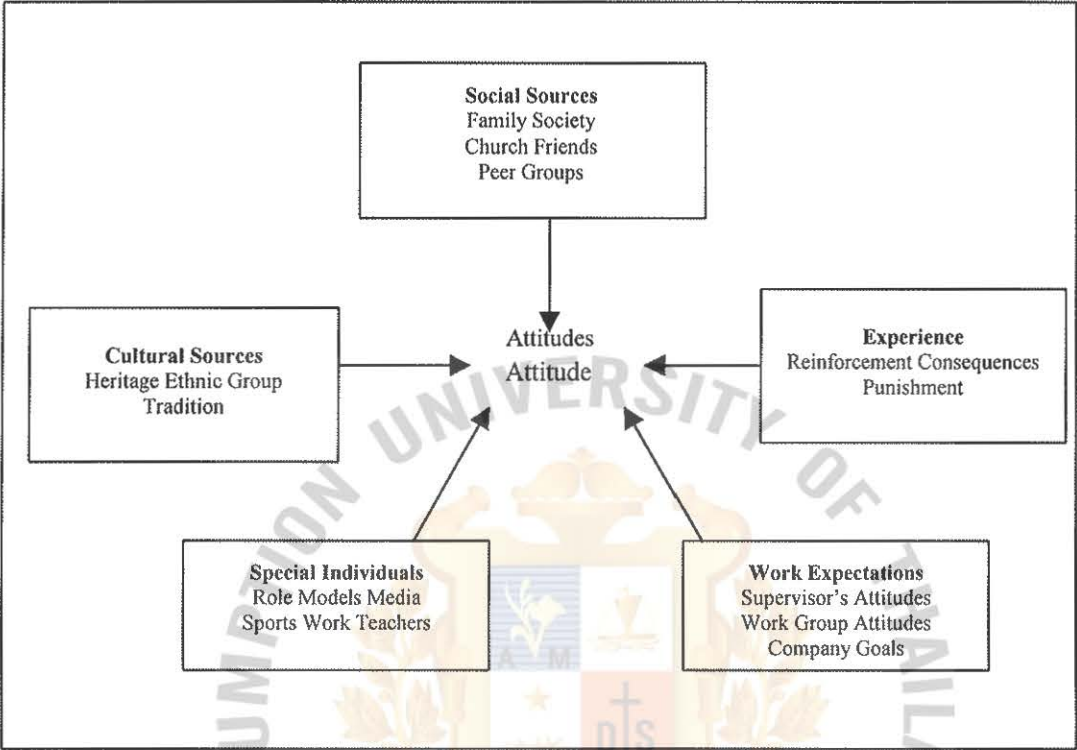 Social Sources
Family Society
Church Friends
Peer Groups
Attitudes
Attitude
Cultural Sources
Heritage Ethnic Group
Tradition
Experience
Reinforcement Consequences
Punishment
Special Individuals
Role Models Media
Sports Work Teachers
Work Expectations
Supervisor's Attitudes
Work Group Attitudes
Company Goals
UMPTION UNIVERSITY OF THAIL
A M
D S